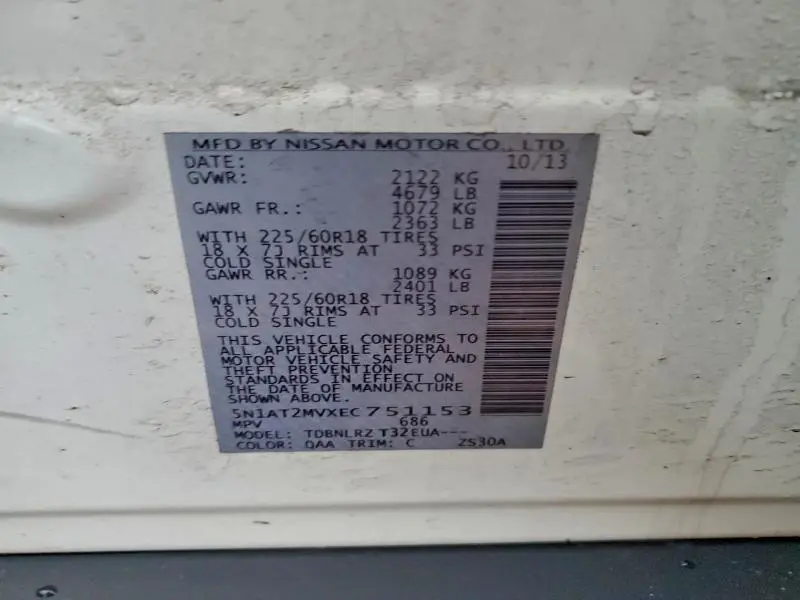 MFD BY NISSAN MOTOR CO., LTD
DATE: 10/13
GVWR: 2122 KG
4679 LB
GAWR FR.: 1072 KG
2363 LB
WITH 225/60R18 TIRES
18 X 7J RIMS AT 33 PSI
COLD SINGLE
GAWR RR.: 1089 KG
2401 LB
WITH 225/60R18 TIRES
18 X 7J RIMS AT 33 PSI
COLD SINGLE
THIS VEHICLE CONFORMS TO
ALL APPLICABLE FEDERAL
MOTOR VEHICLE SAFETY AND
THEFT PREVENTION
STANDARDS IN EFFECT ON
THE DATE OF MANUFACTURE
SHOWN ABOVE.
5N1AT2MVXEC751153
MPV 686
MODEL: TDBNLRZ T32EUA---
COLOR: QAA TRIM: C ZS30A